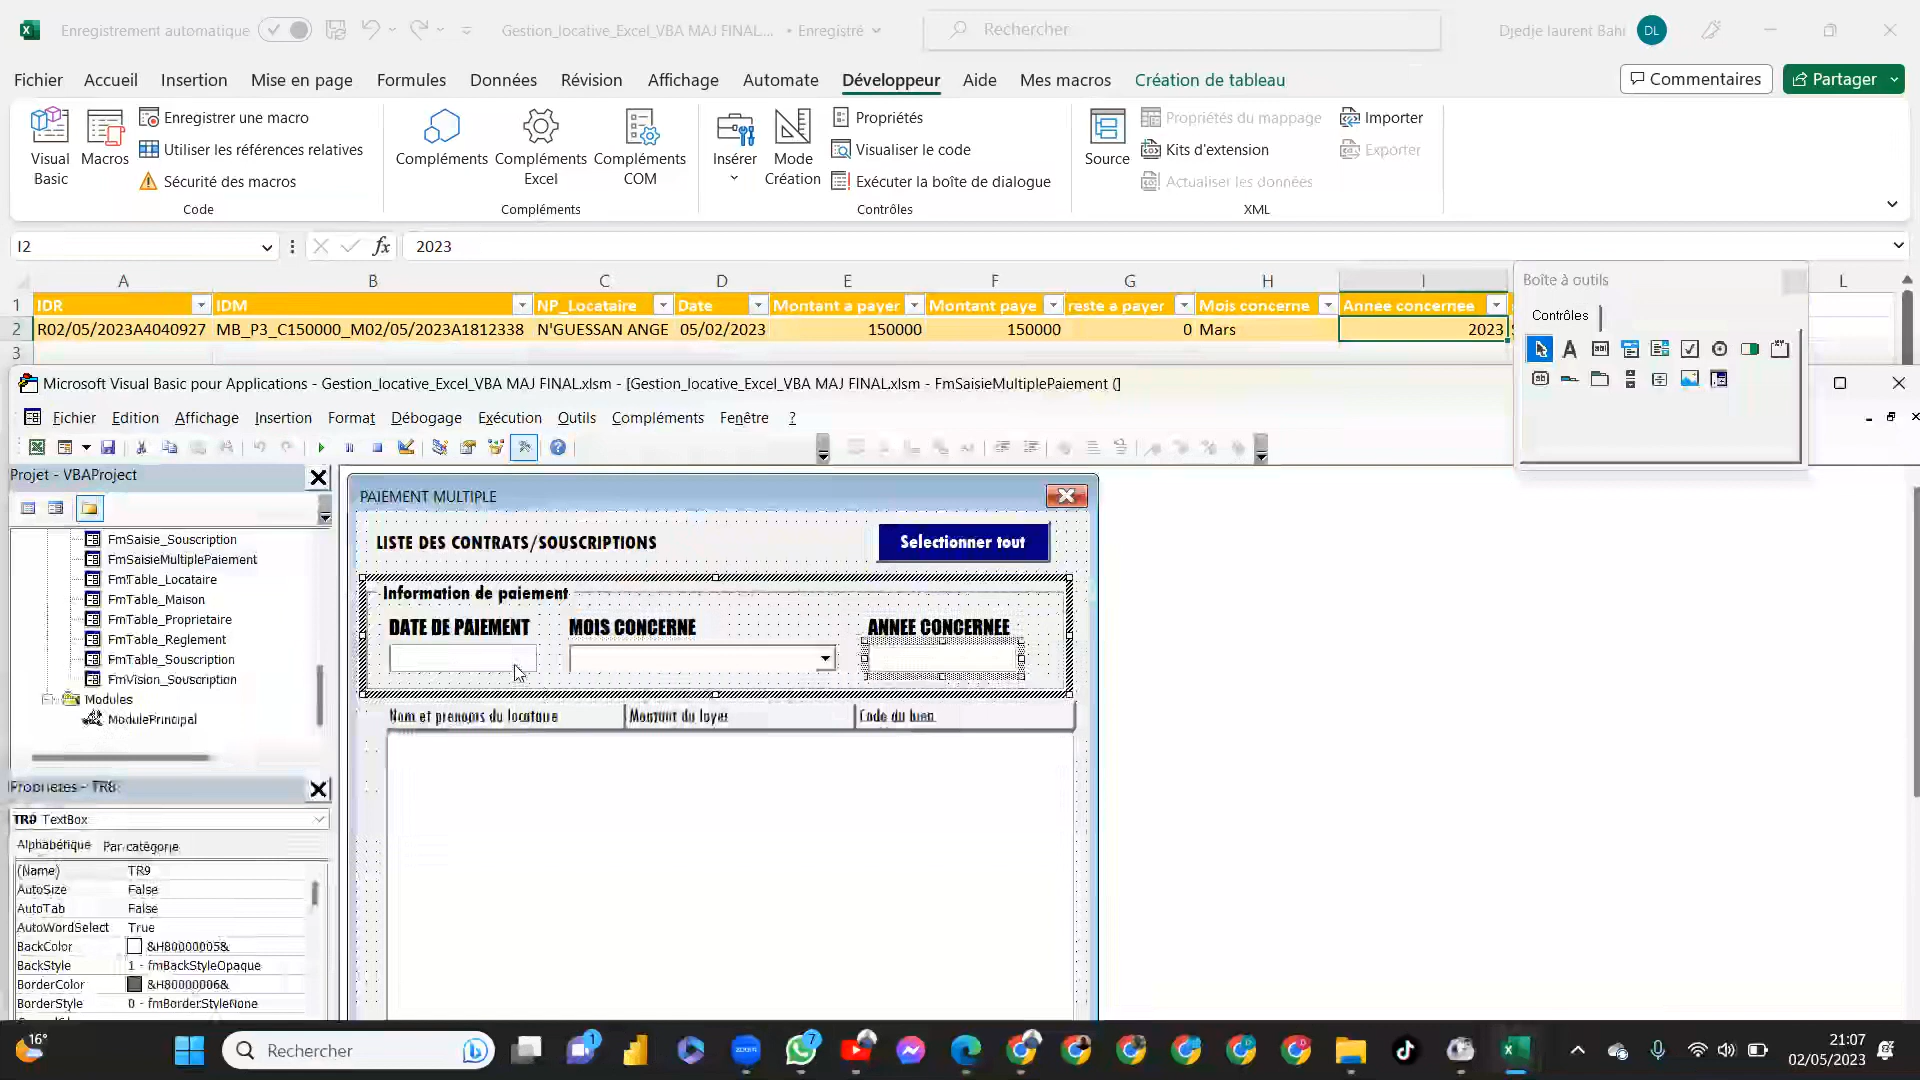 Enregistrement automatique
Gestion_locative_Excel_VBA MAJ FINAL.... • Enregistré
Rechercher
Djedje laurent Bahi
DL
Fichier Accueil Insertion Mise en page Formules Données Révision Affichage Automate Développeur Aide Mes macros Création de tableau
Commentaires
Partager
Visual Basic
Macros
Enregistrer une macro
Utiliser les références relatives
Sécurité des macros
Code
Compléments
Compléments Excel
Compléments COM
Compléments
Insérer
Mode Création
Propriétés
Visualiser le code
Exécuter la boîte de dialogue
Contrôles
Source
Propriétés du mappage
Kits d'extension
Actualiser les données
Importer
Exporter
XML
I2
fx
2023
A B C D E F G H I L
1 IDR IDM NP_Locataire Date Montant a payer Montant paye reste a payer Mois concerne Annee concernee
2 R02/05/2023A4040927 MB_P3_C150000_M02/05/2023A1812338 N'GUESSAN ANGE 05/02/2023 150000 150000 0 Mars 2023
3
Boîte à outils
Contrôles
Microsoft Visual Basic pour Applications - Gestion_locative_Excel_VBA MAJ FINAL.xlsm - [Gestion_locative_Excel_VBA MAJ FINAL.xlsm - FmSaisieMultiplePaiement (]
Fichier Edition Affichage Insertion Format Débogage Exécution Outils Compléments Fenêtre ?
Projet - VBAProject
FmSaisie_Souscription
FmSaisieMultiplePaiement
FmTable_Locataire
FmTable_Maison
FmTable_Proprietaire
FmTable_Reglement
FmTable_Souscription
FmVision_Souscription
Modules
ModulePrincipal
PAIEMENT MULTIPLE
LISTE DES CONTRATS/SOUSCRIPTIONS
Selectionner tout
Information de paiement
DATE DE PAIEMENT
MOIS CONCERNE
ANNEE CONCERNEE
Nom et prenoms du locataire
Montant du loyer
Code du bien
TextBox
Alphabétique Par catégorie
(Name) TR9
AutoSize False
AutoTab False
AutoWordSelect True
BackColor &H80000005&
BackStyle 1 - fmBackStyleOpaque
BorderColor &H80000006&
BorderStyle 0 - fmBorderStyleNone
16°
Rechercher
1
7
21:07
02/05/2023